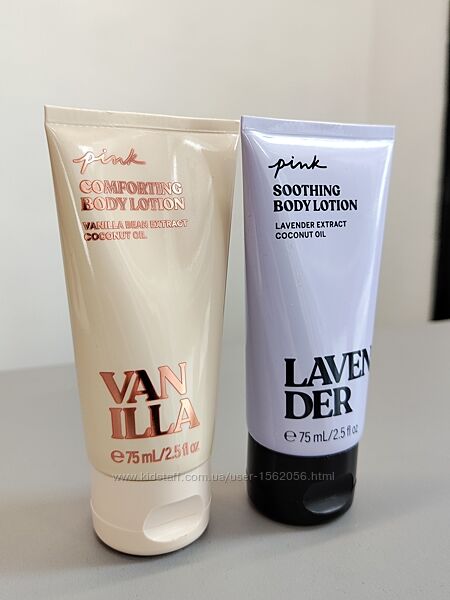 pink
COMFORTING
BODY LOTION
VANILLA BEAN EXTRACT
COCONUT OIL
VAN
ILLA
℮ 75 mL/2.5 fl oz
pink
SOOTHING
BODY LOTION
LAVENDER EXTRACT
COCONUT OIL
LAVEN
DER
℮ 75 mL/2.5 fl oz
www.kidstaff.com.ua/user-1562056.html